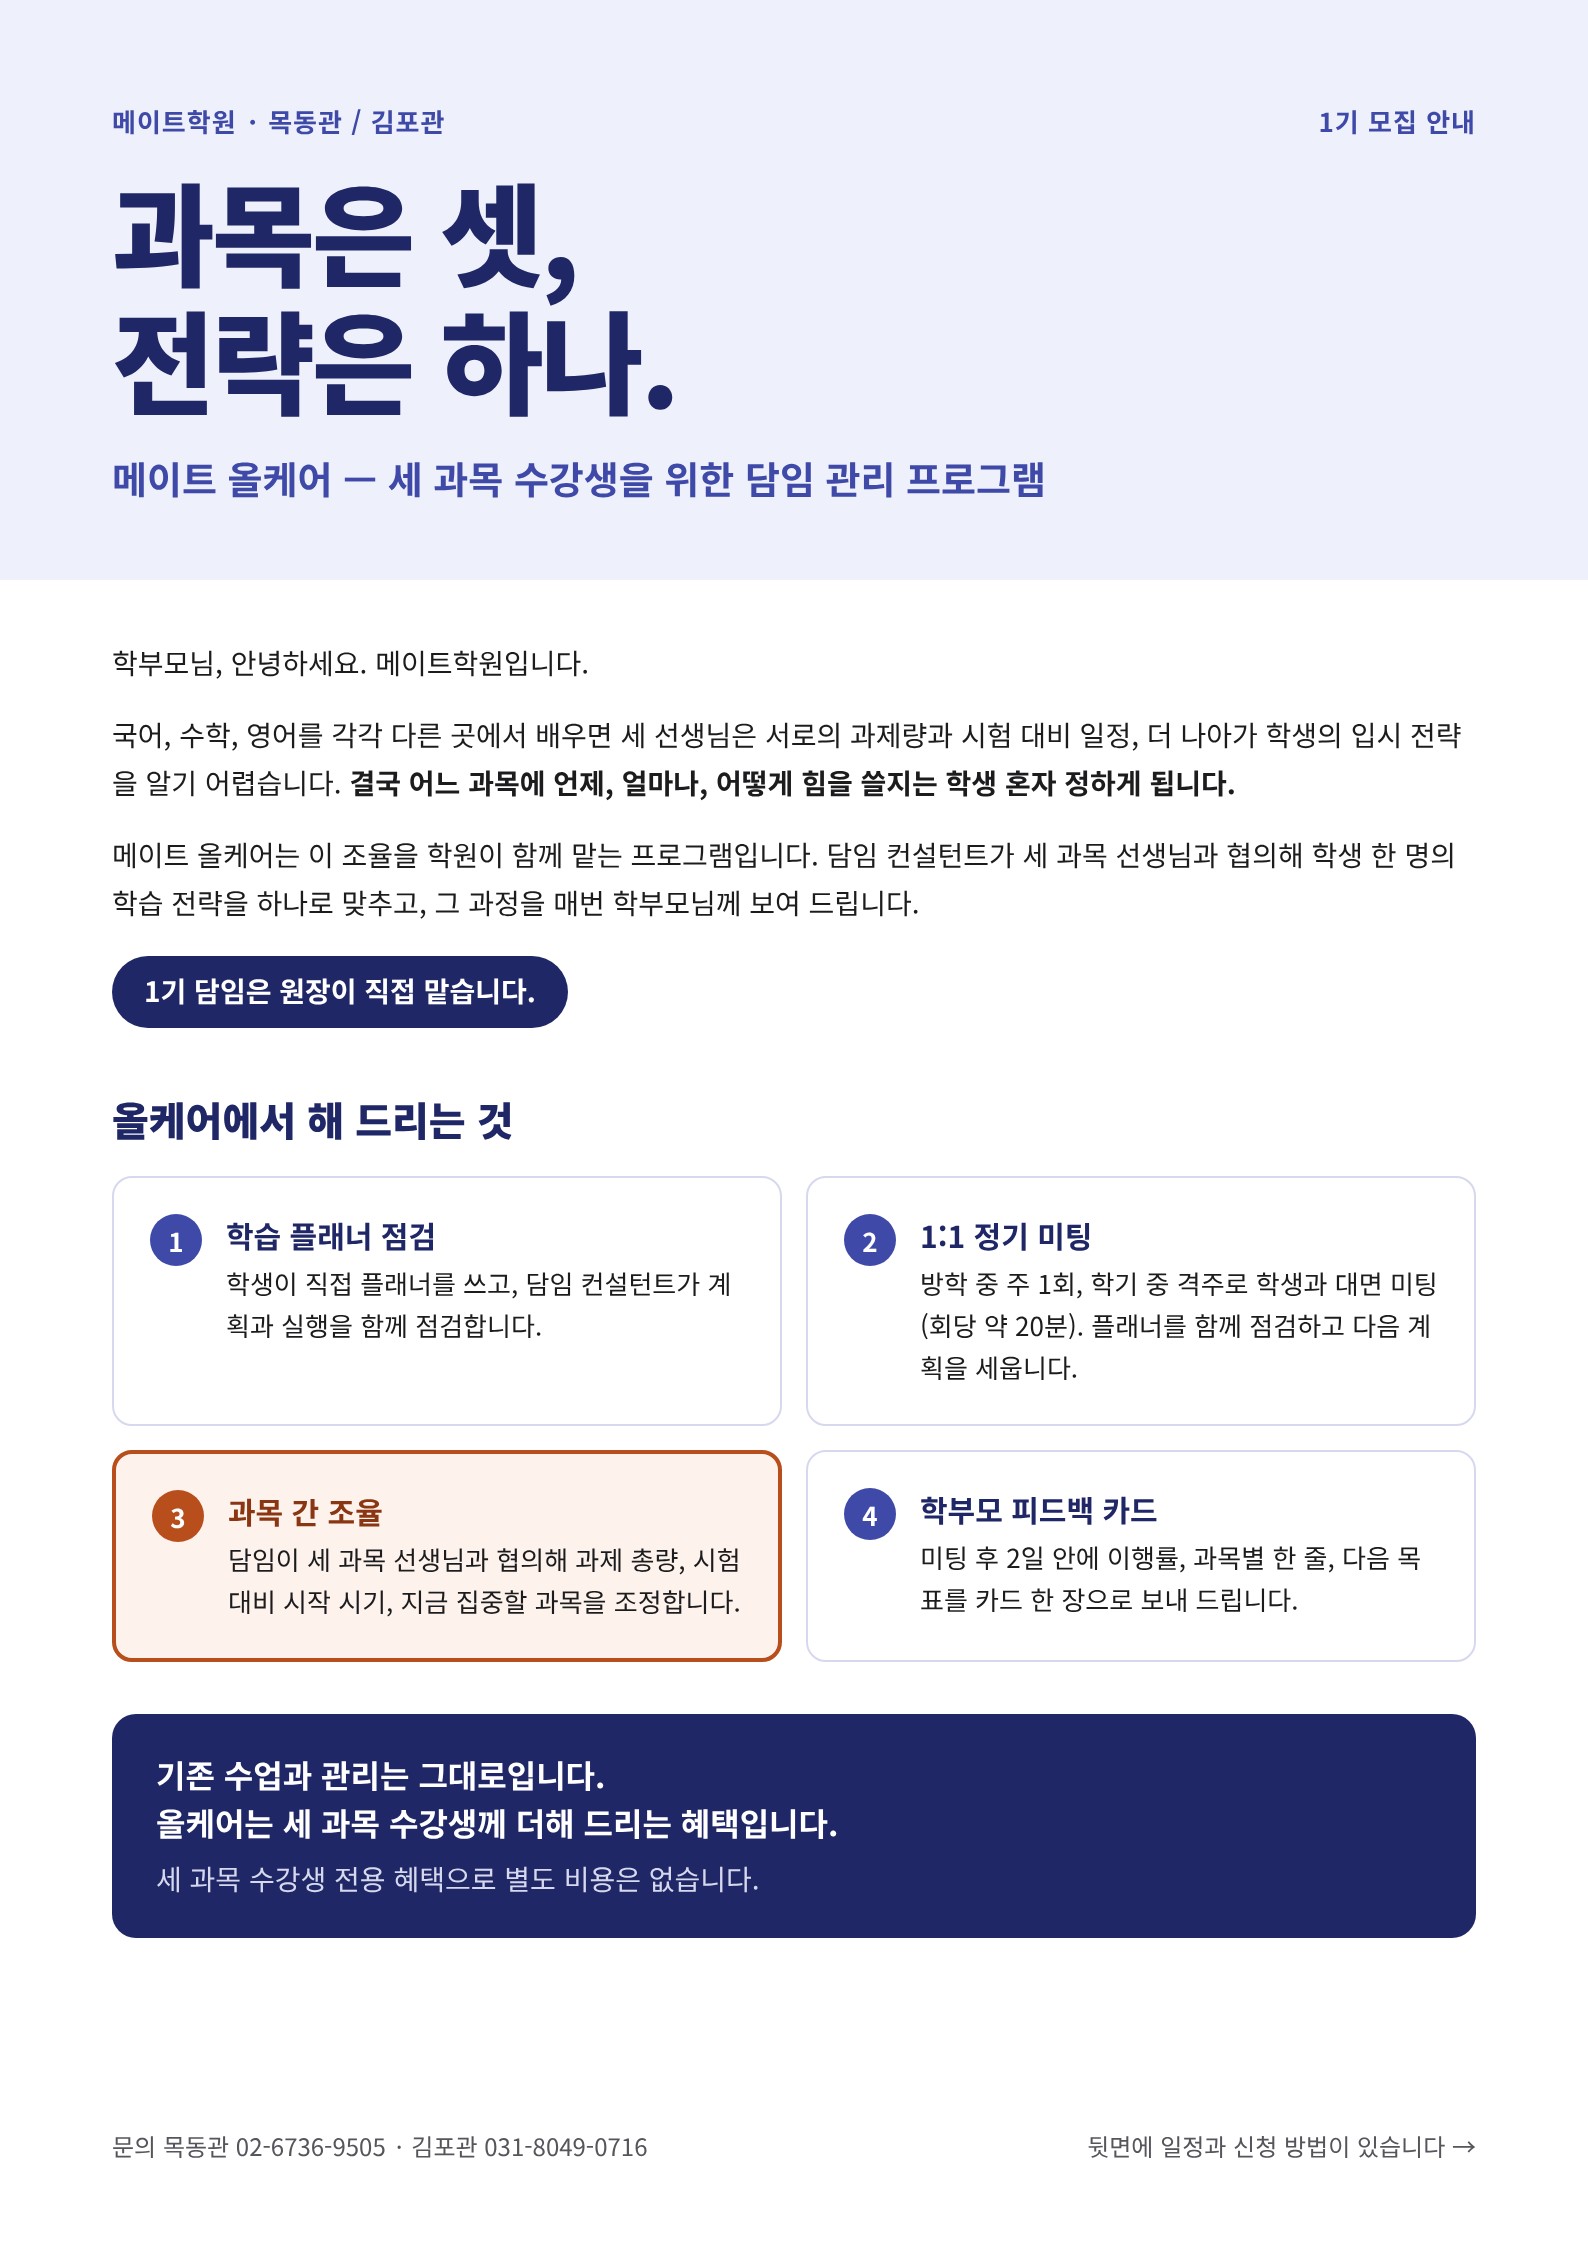 메이트학원 · 목동관 / 김포관
1기 모집 안내
과목은 셋,
전략은 하나.
메이트 올케어 — 세 과목 수강생을 위한 담임 관리 프로그램
학부모님, 안녕하세요. 메이트학원입니다.
국어, 수학, 영어를 각각 다른 곳에서 배우면 세 선생님은 서로의 과제량과 시험 대비 일정, 더 나아가 학생의 입시 전략
을 알기 어렵습니다. 결국 어느 과목에 언제, 얼마나, 어떻게 힘을 쓸지는 학생 혼자 정하게 됩니다.
메이트 올케어는 이 조율을 학원이 함께 맡는 프로그램입니다. 담임 컨설턴트가 세 과목 선생님과 협의해 학생 한 명의
학습 전략을 하나로 맞추고, 그 과정을 매번 학부모님께 보여 드립니다.
1기 담임은 원장이 직접 맡습니다.
올케어에서 해 드리는 것
1 학습 플래너 점검
학생이 직접 플래너를 쓰고, 담임 컨설턴트가 계
획과 실행을 함께 점검합니다.
2 1:1 정기 미팅
방학 중 주 1회, 학기 중 격주로 학생과 대면 미팅
(회당 약 20분). 플래너를 함께 점검하고 다음 계
획을 세웁니다.
3 과목 간 조율
담임이 세 과목 선생님과 협의해 과제 총량, 시험
대비 시작 시기, 지금 집중할 과목을 조정합니다.
4 학부모 피드백 카드
미팅 후 2일 안에 이행률, 과목별 한 줄, 다음 목
표를 카드 한 장으로 보내 드립니다.
기존 수업과 관리는 그대로입니다.
올케어는 세 과목 수강생께 더해 드리는 혜택입니다.
세 과목 수강생 전용 혜택으로 별도 비용은 없습니다.
문의 목동관 02-6736-9505 · 김포관 031-8049-0716
뒷면에 일정과 신청 방법이 있습니다 →